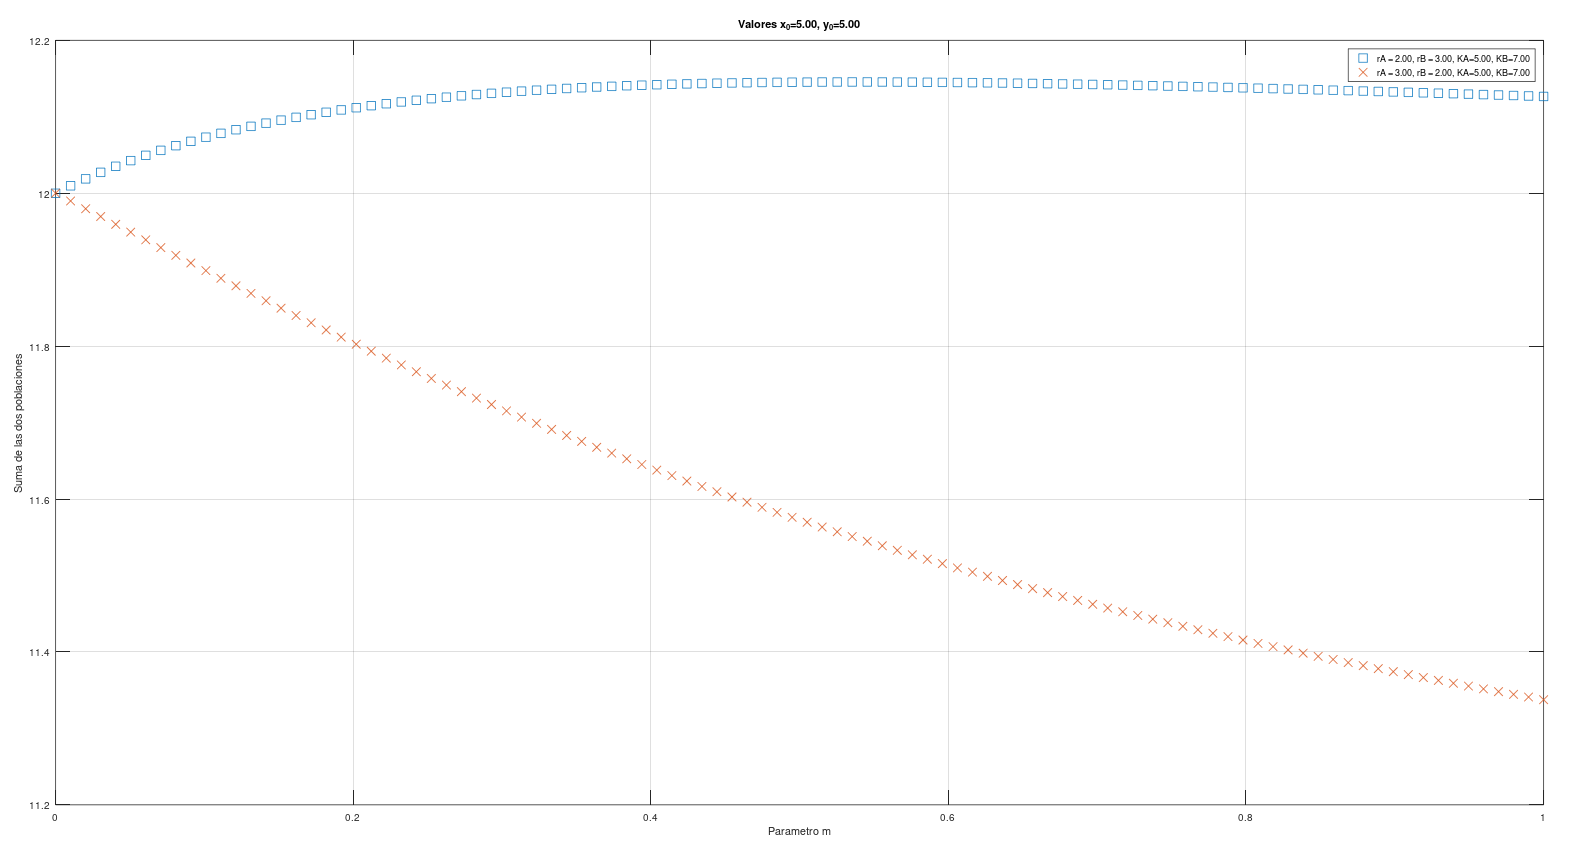 Valores x₀=5.00, y₀=5.00
12.2
12
11.8
11.6
11.4
11.2
Suma de las dos poblaciones
rA = 2.00, rB = 3.00, KA=5.00, KB=7.00
rA = 3.00, rB = 2.00, KA=5.00, KB=7.00
0 0.2 0.4 0.6 0.8 1
Parametro m